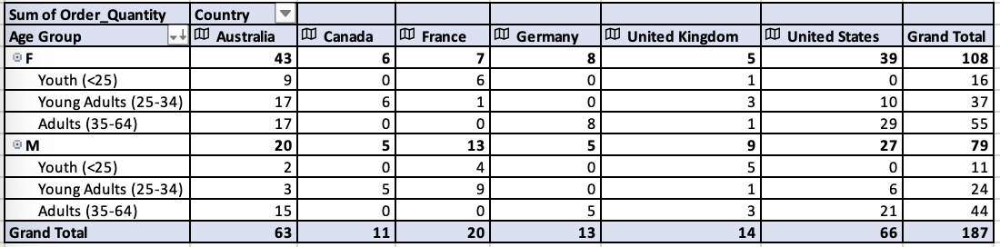 Sum of Order_Quantity Country
Age Group Australia Canada France Germany United Kingdom United States Grand Total
F 43 6 7 8 5 39 108
Youth (<25) 9 0 6 0 1 0 16
Young Adults (25-34) 17 6 1 0 3 10 37
Adults (35-64) 17 0 0 8 1 29 55
M 20 5 13 5 9 27 79
Youth (<25) 2 0 4 0 5 0 11
Young Adults (25-34) 3 5 9 0 1 6 24
Adults (35-64) 15 0 0 5 3 21 44
Grand Total 63 11 20 13 14 66 187